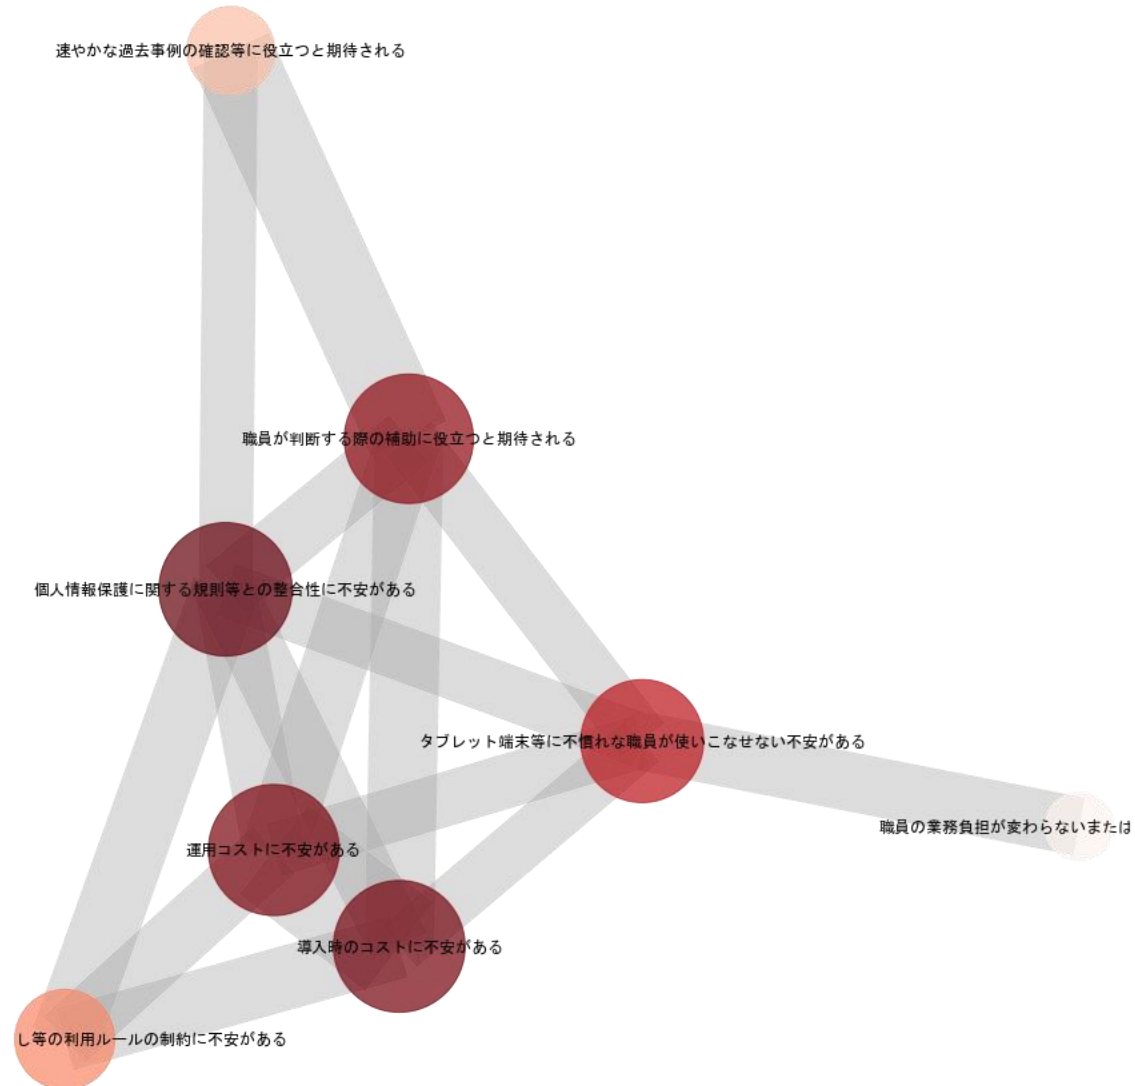 速やかな過去事例の確認等に役立つと期待される
職員が判断する際の補助に役立つと期待される
個人情報保護に関する規則等との整合性に不安がある
タブレット端末等に不慣れな職員が使いこなせない不安がある
職員の業務負担が変わらないまたは
運用コストに不安がある
導入時のコストに不安がある
し等の利用ルールの制約に不安がある